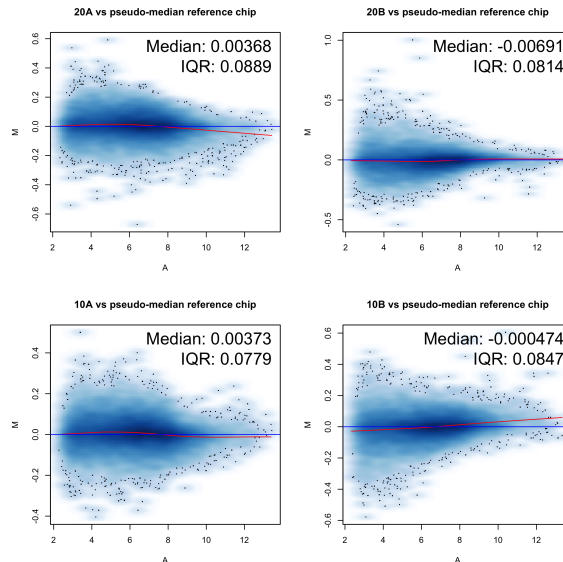 20A vs pseudo-median reference chip
Median: 0.00368
IQR: 0.0889
M
0.6
0.4
0.2
0.0
-0.2
-0.4
-0.6
2 4 6 8 10 12
A
20B vs pseudo-median reference chip
Median: -0.00691
IQR: 0.0814
M
1.0
0.5
0.0
-0.5
2 4 6 8 10 12
A
10A vs pseudo-median reference chip
Median: 0.00373
IQR: 0.0779
M
0.4
0.2
0.0
-0.2
-0.4
2 4 6 8 10 12
A
10B vs pseudo-median reference chip
Median: -0.000474
IQR: 0.0847
M
0.6
0.4
0.2
0.0
-0.2
-0.4
-0.6
2 4 6 8 10 12
A